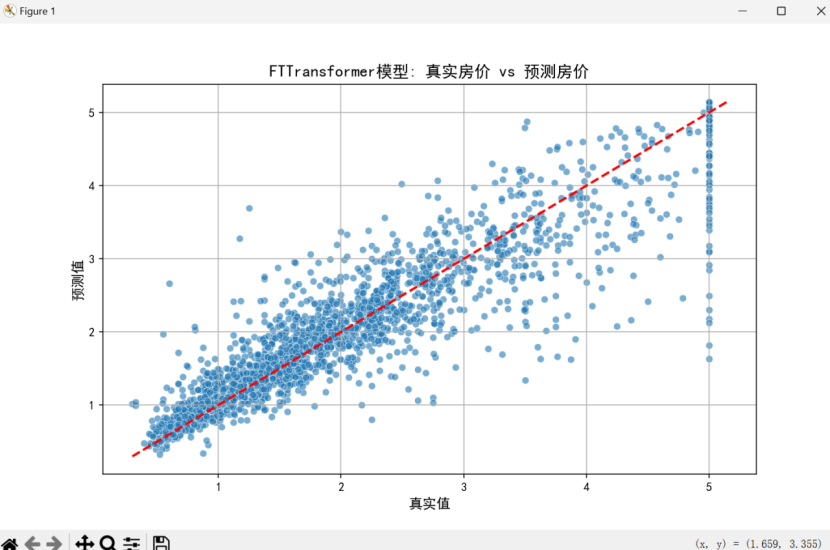 Figure 1
FTTransformer模型: 真实房价 vs 预测房价
5
4
3
2
1
预测值
1 2 3 4 5
真实值
(x, y) = (1.659, 3.355)